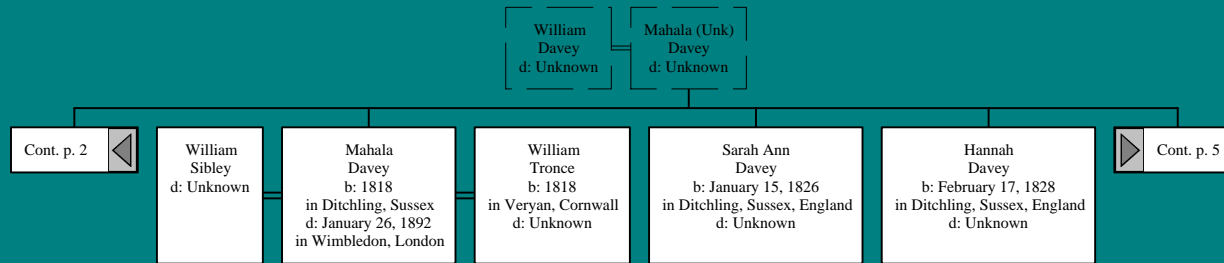 William
Davey
d: Unknown
Mahala (Unk)
Davey
d: Unknown
Cont. p. 2
William
Sibley
d: Unknown
Mahala
Davey
b: 1818
in Ditchling, Sussex
d: January 26, 1892
in Wimbledon, London
William
Tronce
b: 1818
in Veryan, Cornwall
d: Unknown
Sarah Ann
Davey
b: January 15, 1826
in Ditchling, Sussex, England
d: Unknown
Hannah
Davey
b: February 17, 1828
in Ditchling, Sussex, England
d: Unknown
Cont. p. 5